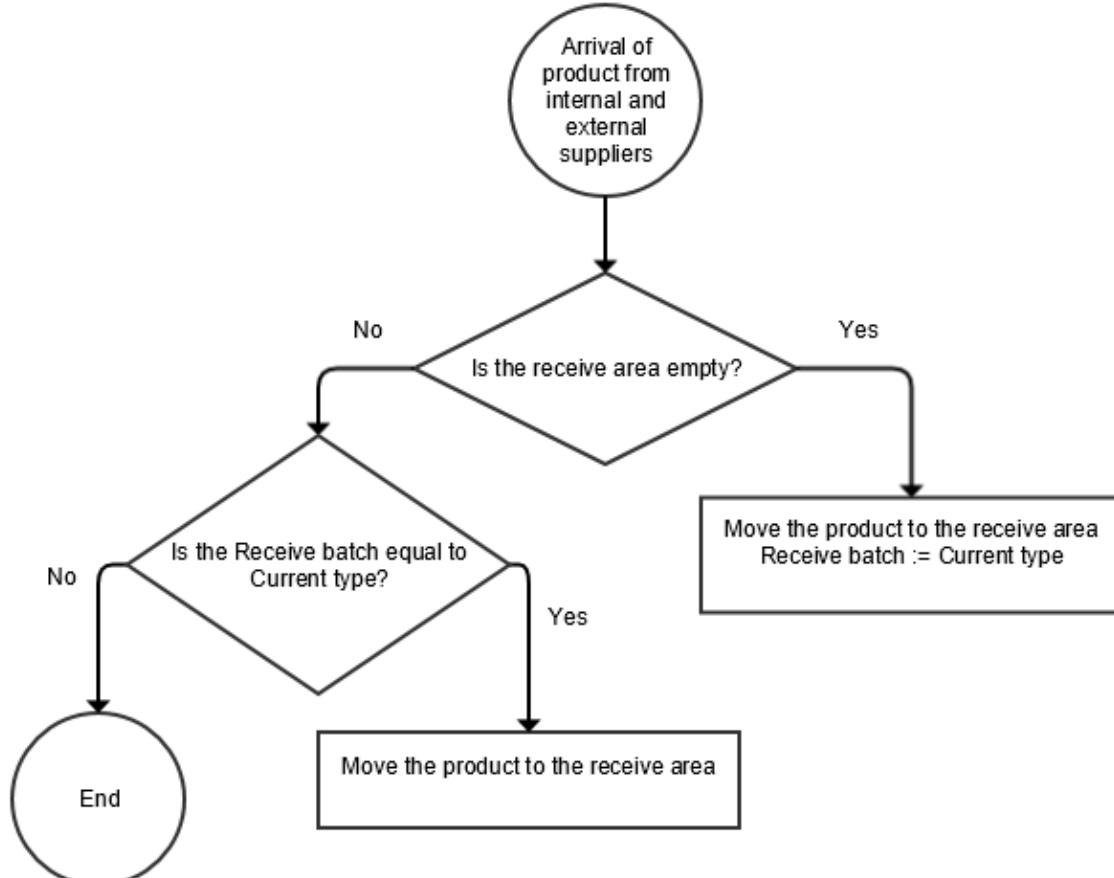 Arrival of
product from
internal and
external
suppliers
No
Yes
Is the receive area empty?
Move the product to the receive area
Receive batch := Current type
Is the Receive batch equal to
Current type?
No
Yes
Move the product to the receive area
End